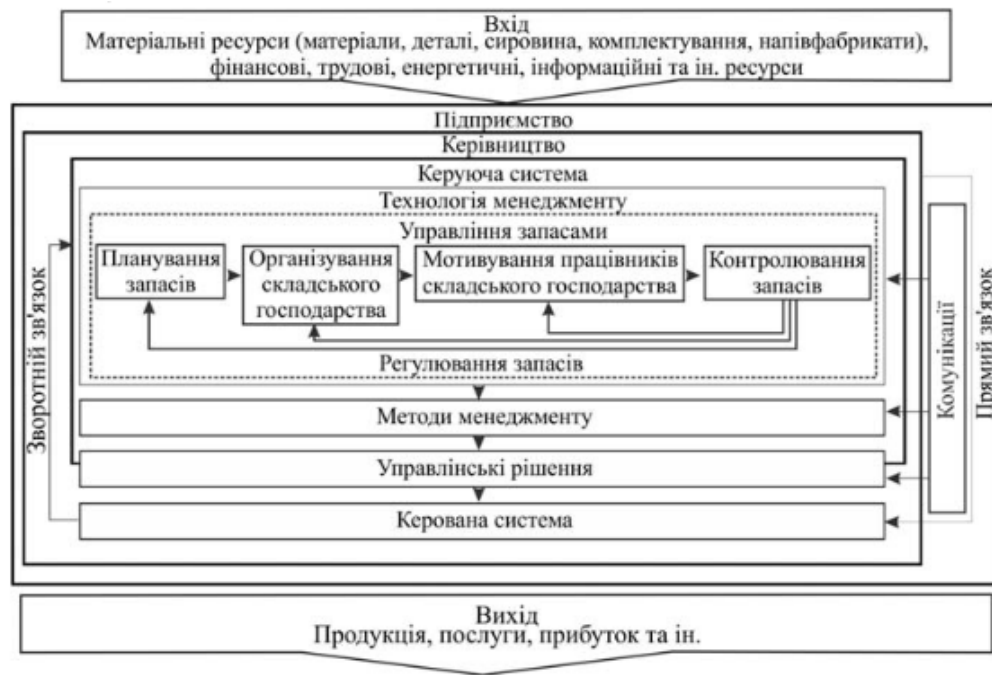 Вхід
Матеріальні ресурси (матеріали, деталі, сировина, комплектування, напівфабрикати),
фінансові, трудові, енергетичні, інформаційні та ін. ресурси
Підприємство
Керівництво
Керуюча система
Технологія менеджменту
Управління запасами
Планування
запасів
Організування
складського
господарства
Мотивування працівників
складського господарства
Контролювання
запасів
Регулювання запасів
Методи менеджменту
Управлінські рішення
Керована система
Зворотній зв'язок
Комунікації
Прямий зв'язок
Вихід
Продукція, послуги, прибуток та ін.